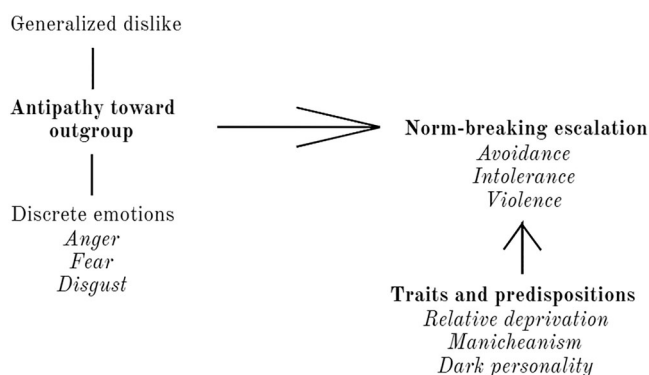 Generalized dislike
Antipathy toward
outgroup
Discrete emotions
Anger
Fear
Disgust
Norm-breaking escalation
Avoidance
Intolerance
Violence
Traits and predispositions
Relative deprivation
Manicheanism
Dark personality